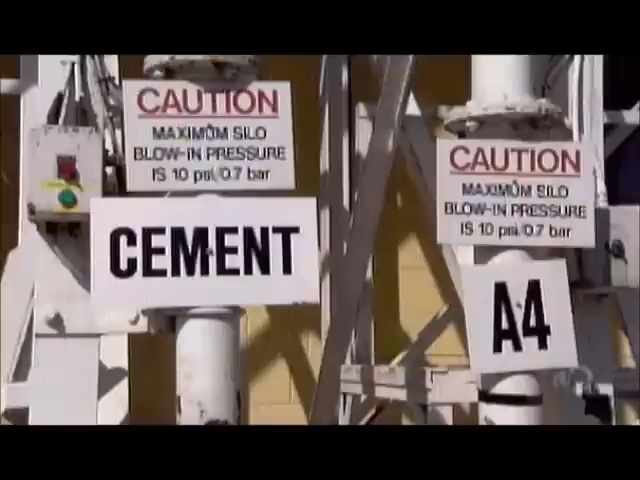 CAUTION
MAXIMUM SILO
BLOW-IN PRESSURE
IS 10 psi/0.7 bar
CEMENT
CAUTION
MAXIMUM SILO
BLOW-IN PRESSURE
IS 10 psi/0.7 bar
A4